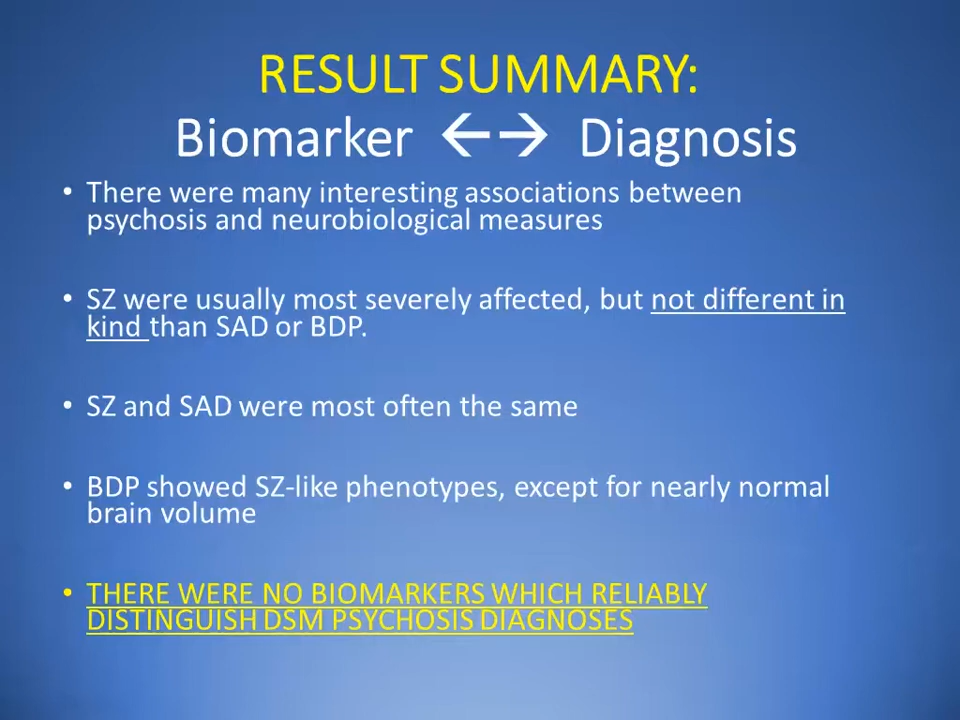 RESULT SUMMARY:
Biomarker ←→ Diagnosis
• There were many interesting associations between
psychosis and neurobiological measures
• SZ were usually most severely affected, but not different in
kind than SAD or BDP.
• SZ and SAD were most often the same
• BDP showed SZ-like phenotypes, except for nearly normal
brain volume
• THERE WERE NO BIOMARKERS WHICH RELIABLY
DISTINGUISH DSM PSYCHOSIS DIAGNOSES